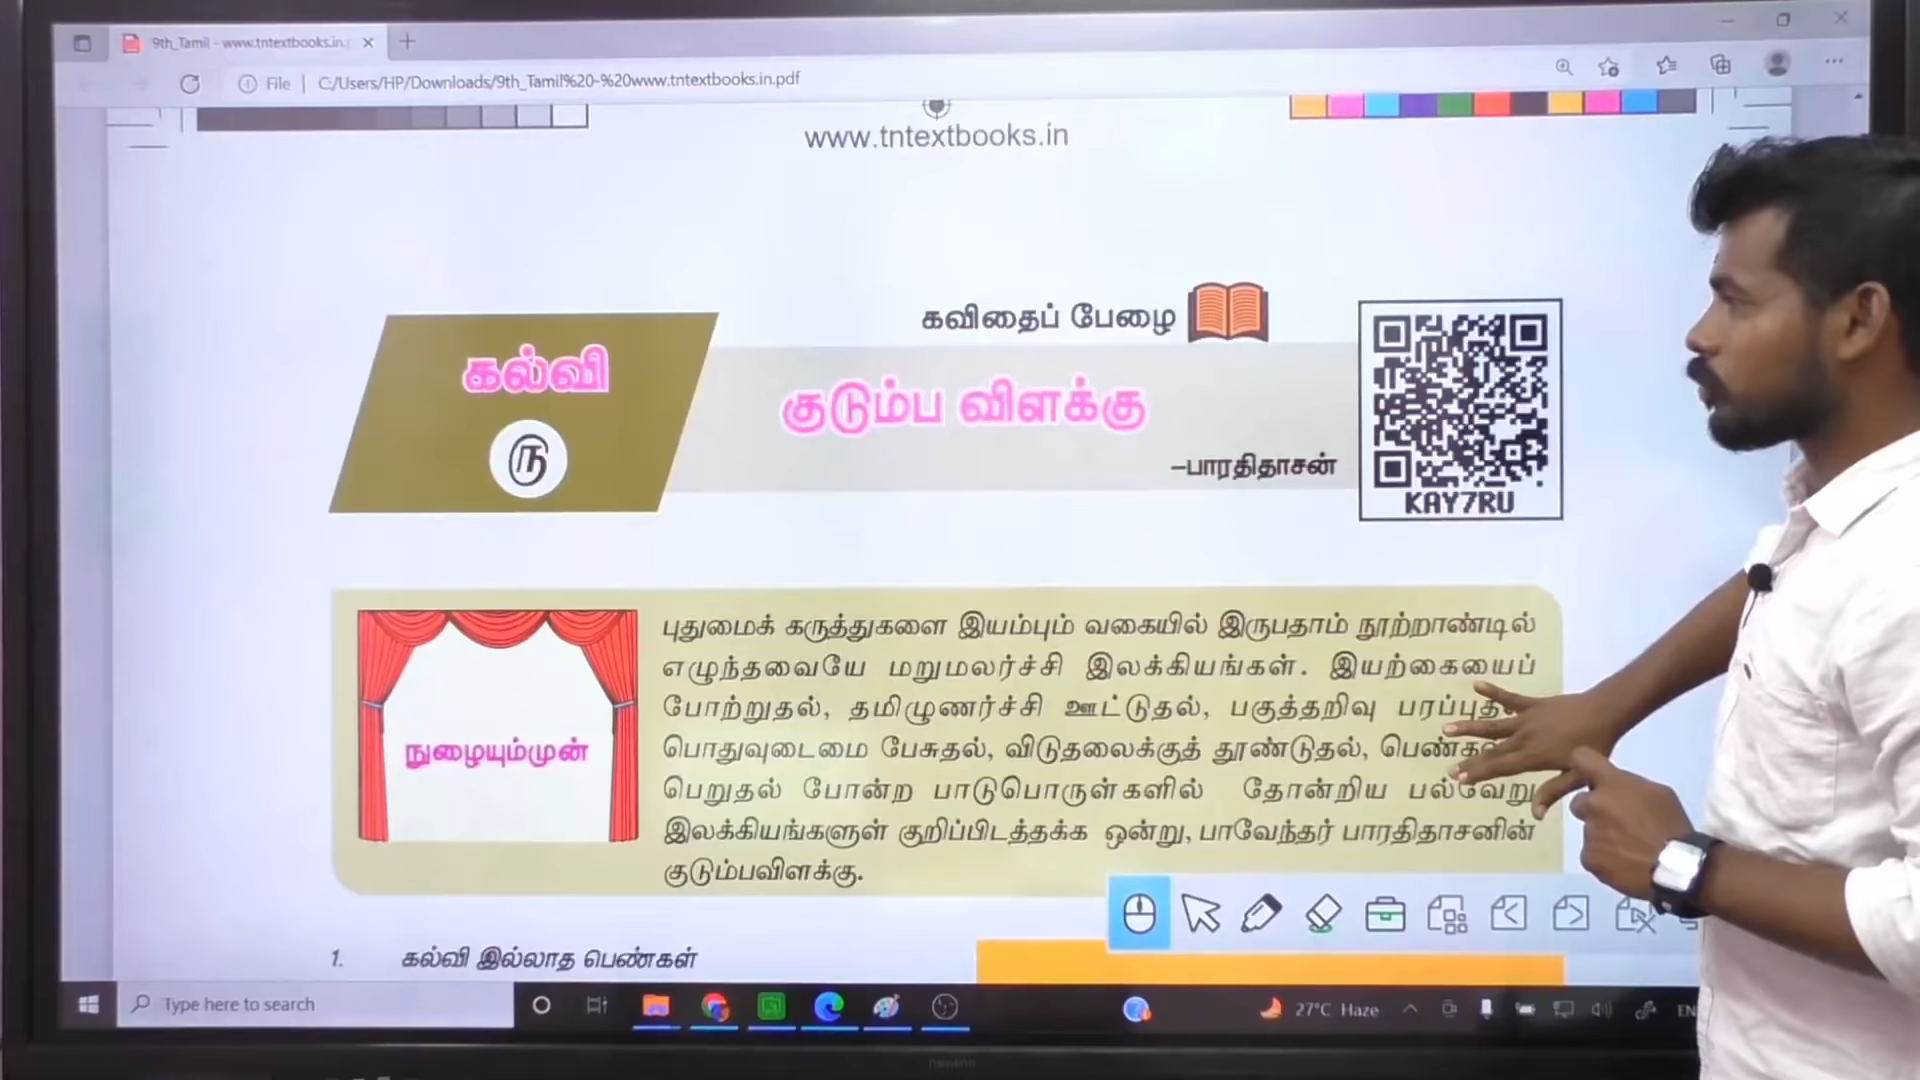 9th_Tamil - www.tntextbooks.in.p
File | C:/Users/HP/Downloads/9th_Tamil%20-%20www.tntextbooks.in.pdf
www.tntextbooks.in
கவிதைப் பேழை
கல்வி
௫
குடும்ப விளக்கு
–பாரதிதாசன்
KAY7RU
நுழையும்முன்
புதுமைக் கருத்துகளை இயம்பும் வகையில் இருபதாம் நூற்றாண்டில்
எழுந்தவையே மறுமலர்ச்சி இலக்கியங்கள். இயற்கையைப்
போற்றுதல், தமிழுணர்ச்சி ஊட்டுதல், பகுத்தறிவு
பொதுவுடைமை பேசுதல், விடுதலைக்குத் தூண்டுதல்,
பெறுதல் போன்ற பாடுபொருள்களில் தோன்றிய பல்வேறு
இலக்கியங்களுள் குறிப்பிடத்தக்க ஒன்று, பாவேந்தர் பாரதிதாசனின்
குடும்பவிளக்கு.
1. கல்வி இல்லாத பெண்கள்
Type here to search
27°C Haze
EN